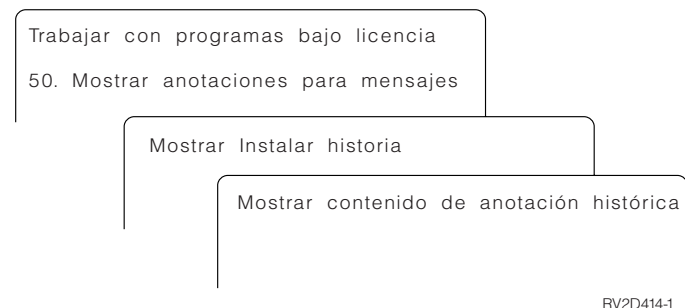 Trabajar con programas bajo licencia
50. Mostrar anotaciones para mensajes
Mostrar Instalar historia
Mostrar contenido de anotación histórica
RV2D414-1